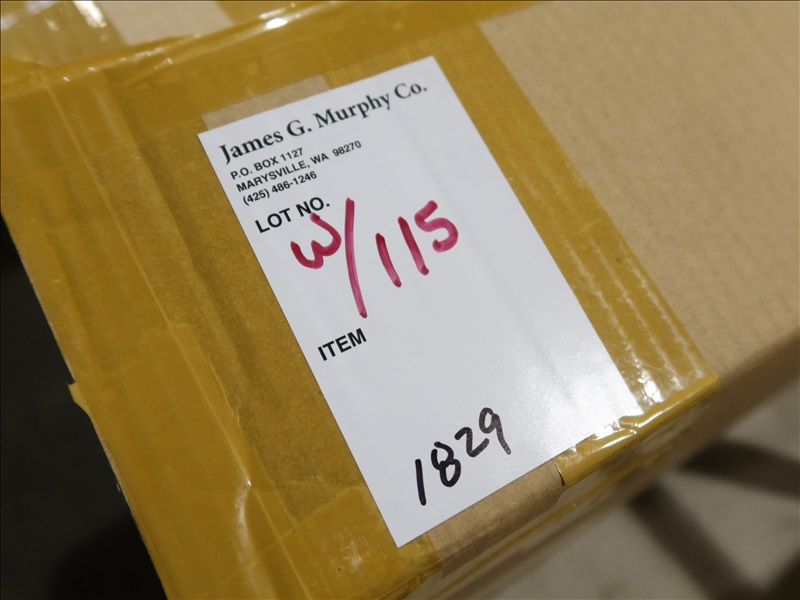 James G. Murphy Co.
P.O. BOX 1127
MARYSVILLE, WA 98270
(425) 486-1246
LOT NO.
W/115
ITEM
1829